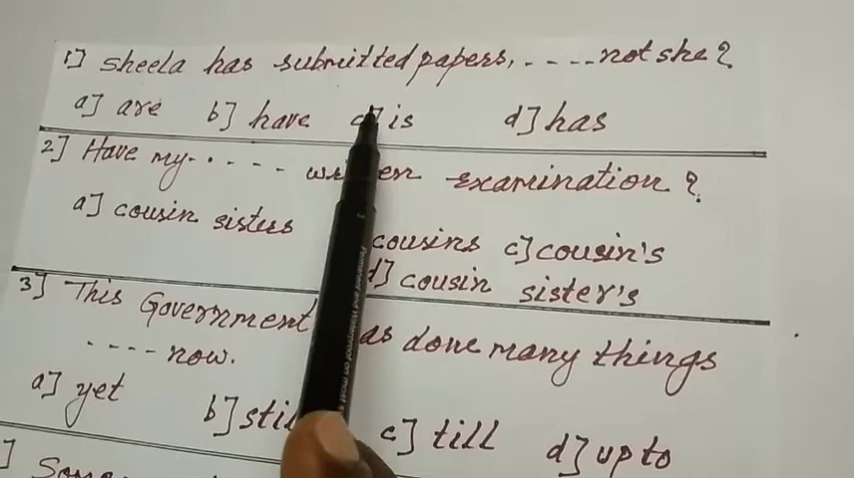 1] Sheela has submitted papers, ---- not she?
a] are b] have c] is d] has
2] Have my ----- examination?
a] cousin sisters cousins c] cousin's
d] cousin sister's
3] This Government as done many things
---- now.
a] yet b] c] till d] up to